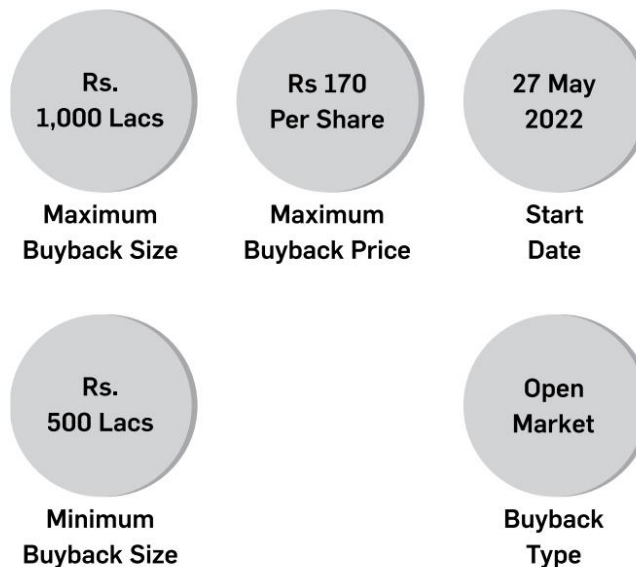 Rs.
1,000 Lacs
Maximum
Buyback Size
Rs 170
Per Share
Maximum
Buyback Price
27 May
2022
Start
Date
Rs.
500 Lacs
Minimum
Buyback Size
Open
Market
Buyback
Type